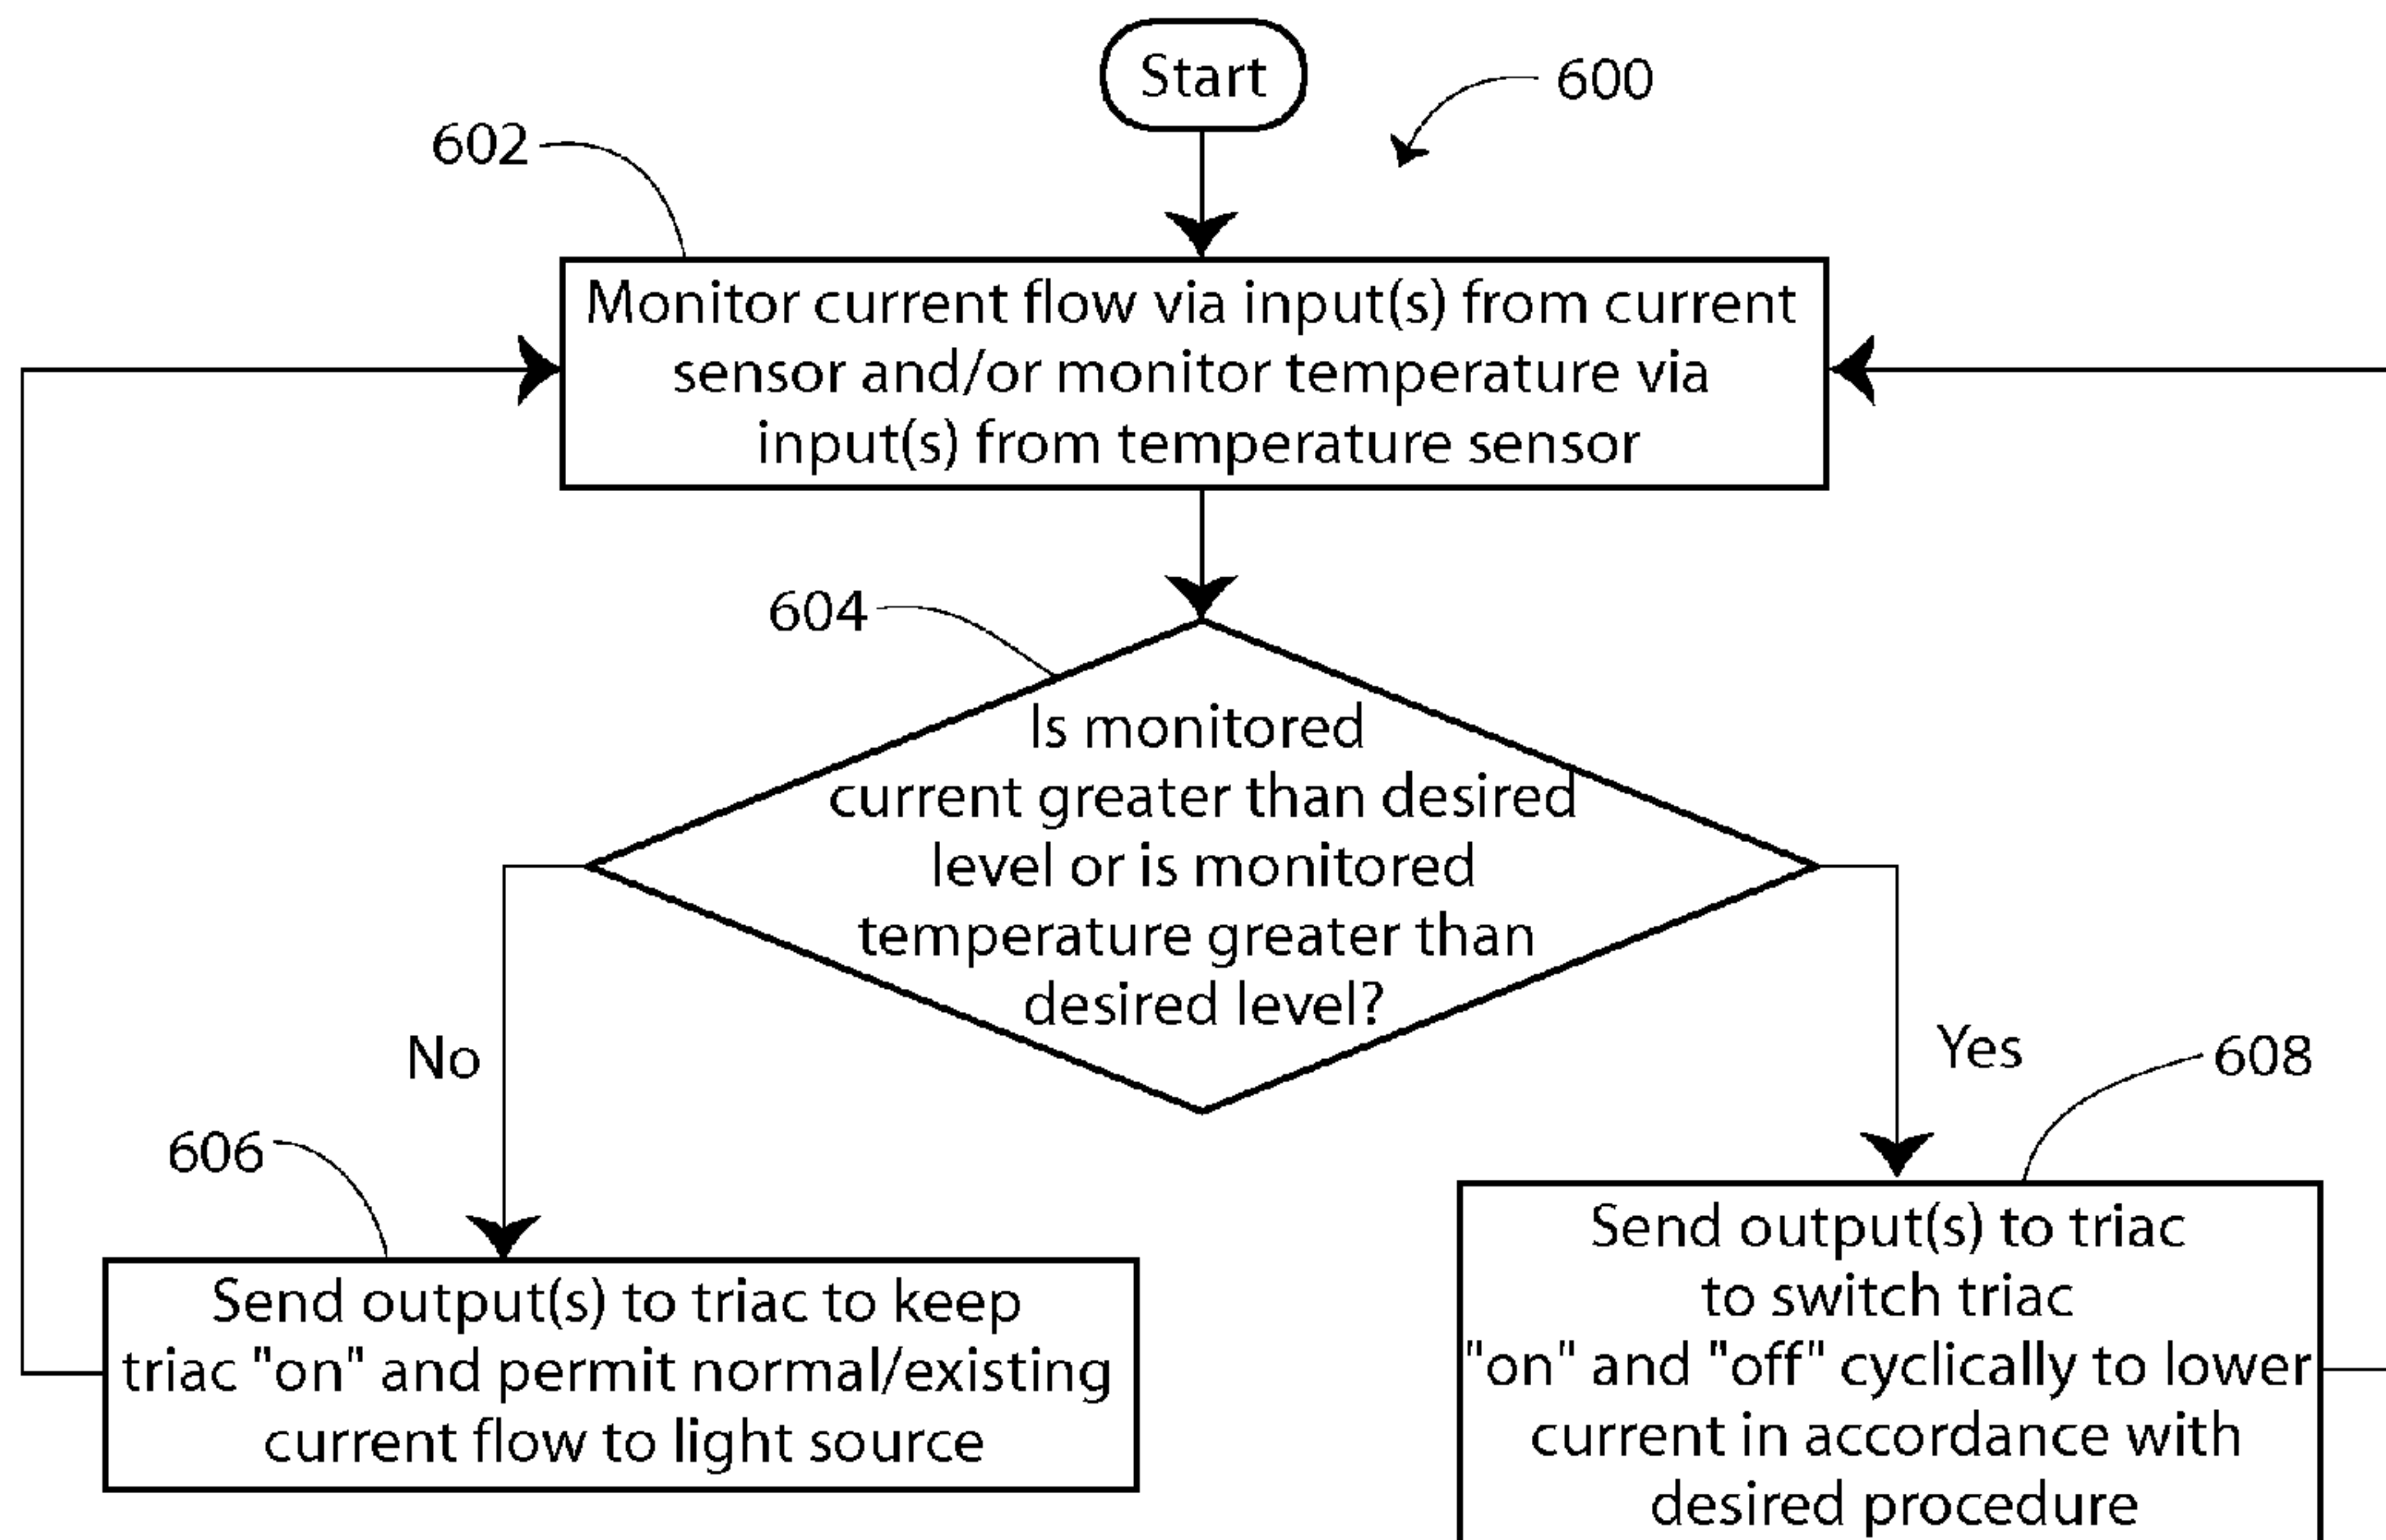 Start
600
602
Monitor current flow via input(s) from current
sensor and/or monitor temperature via
input(s) from temperature sensor
604
Is monitored
current greater than desired
level or is monitored
temperature greater than
desired level?
No
Yes
608
606
Send output(s) to triac to keep
triac "on" and permit normal/existing
current flow to light source
Send output(s) to triac
to switch triac
"on" and "off" cyclically to lower
current in accordance with
desired procedure